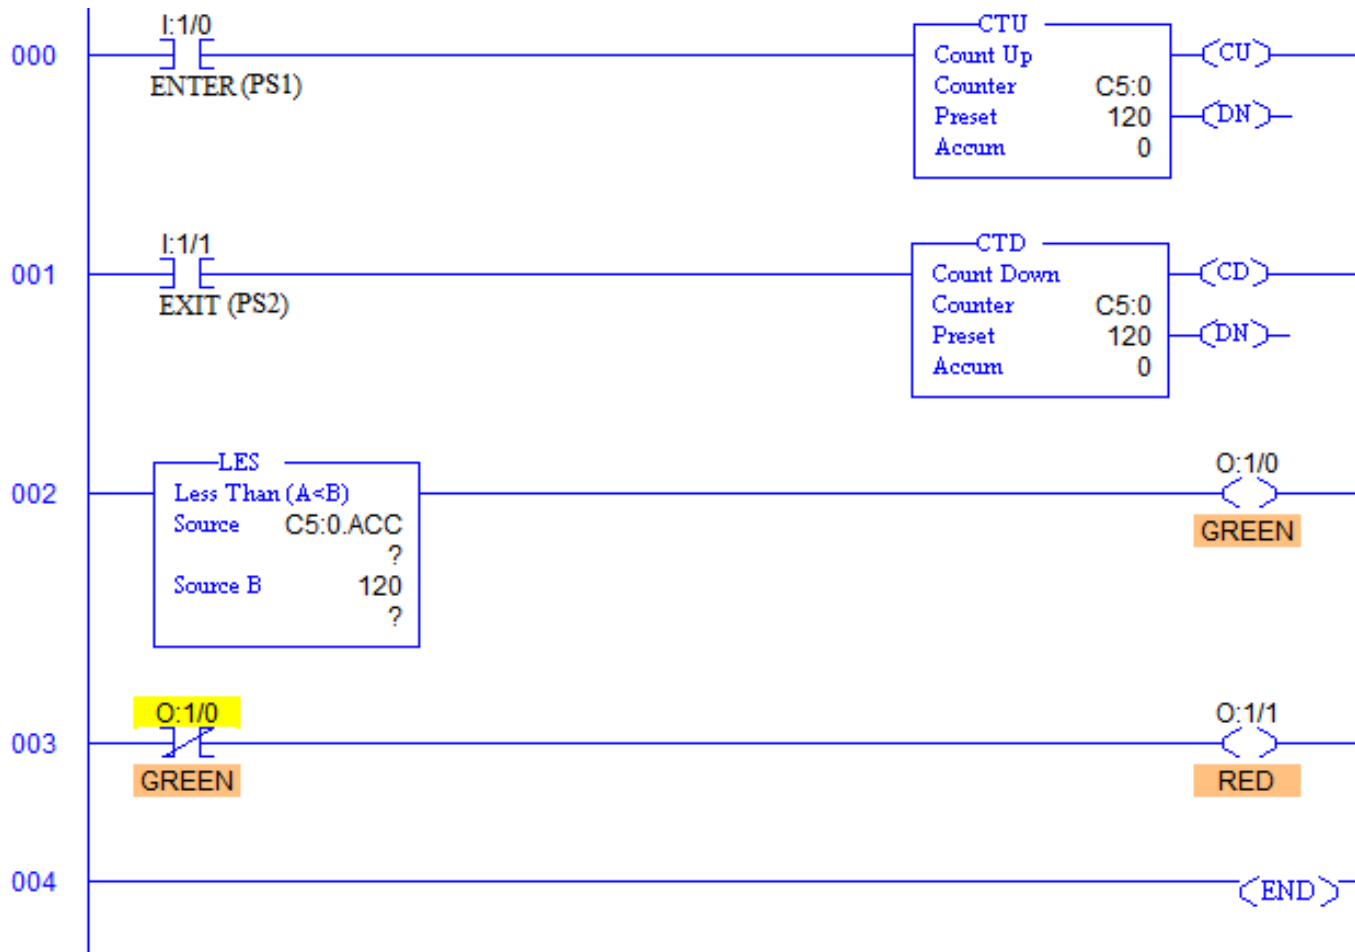 I:1/0
CTU
000
Count Up
CU
ENTER (PS1)
Counter C5:0
Preset 120
DN
Accum 0
I:1/1
CTD
001
Count Down
CD
EXIT (PS2)
Counter C5:0
Preset 120
DN
Accum 0
LES
O:1/0
002
Less Than (A<B)
Source C5:0.ACC
?
GREEN
Source B 120
?
O:1/0
O:1/1
003
GREEN
RED
004
END